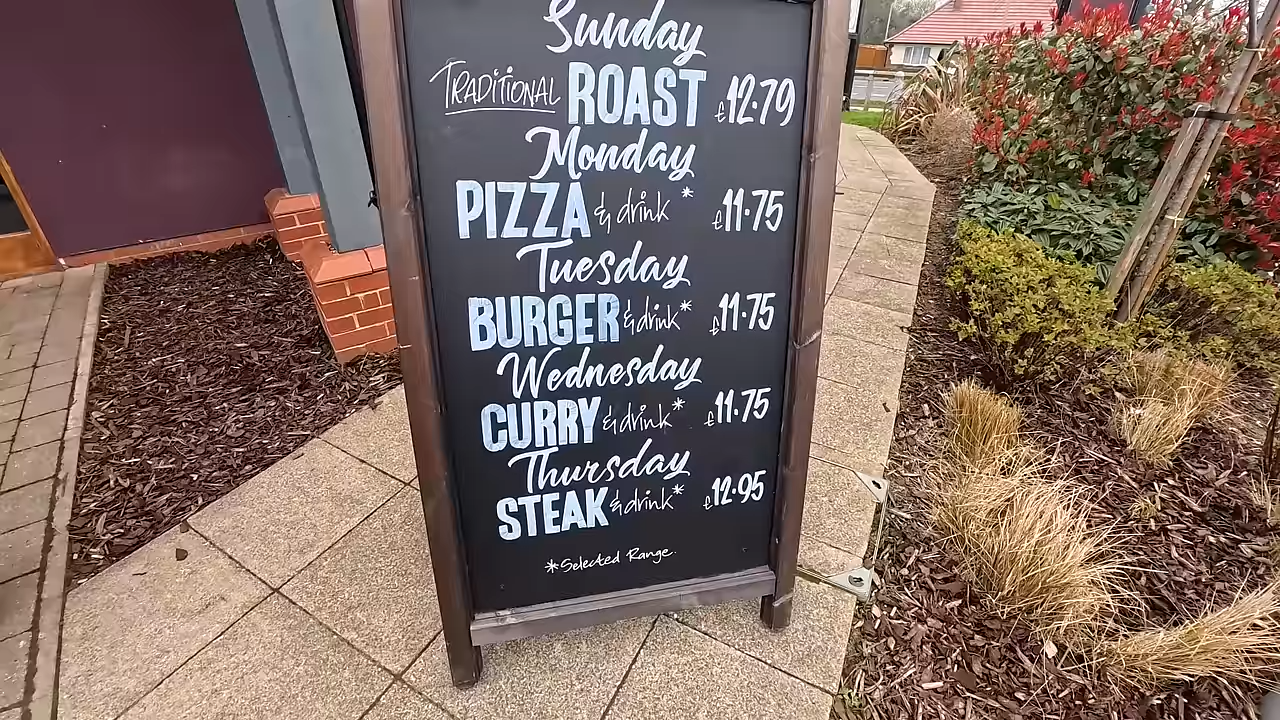 Sunday
TRADITIONAL ROAST £12.79
Monday
PIZZA & drink * £11.75
Tuesday
BURGER & drink* £11.75
Wednesday
CURRY & drink* £11.75
Thursday
STEAK & drink* £12.95
*Selected Range.